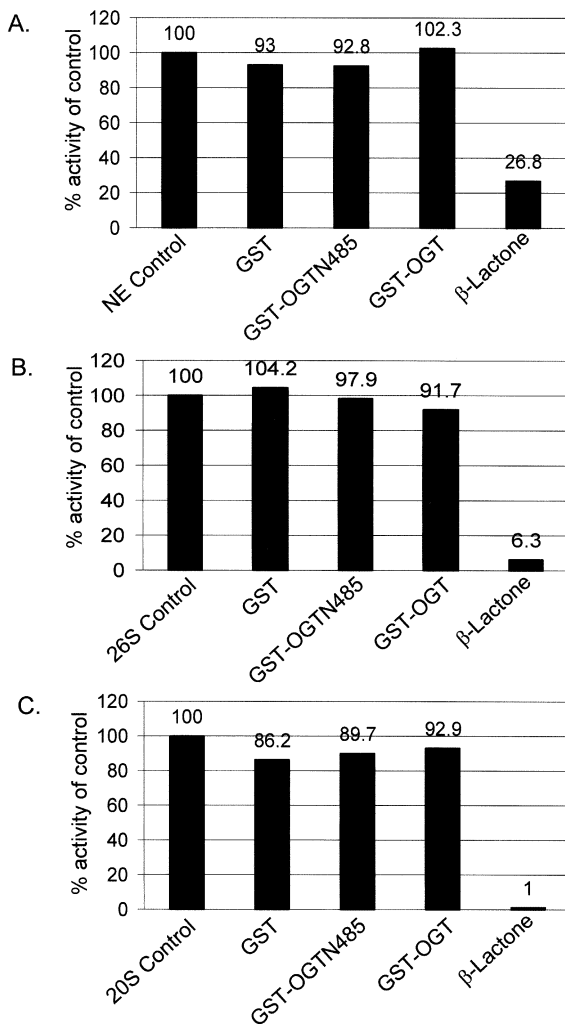 A.
% activity of control
120
100
80
60
40
20
0
100
93
92.8
102.3
26.8
NE Control
GST
GST-OGTN485
GST-OGT
β-Lactone
B.
% activity of control
120
100
80
60
40
20
0
100
104.2
97.9
91.7
6.3
26S Control
GST
GST-OGTN485
GST-OGT
β-Lactone
C.
% activity of control
120
100
80
60
40
20
0
100
86.2
89.7
92.9
1
20S Control
GST
GST-OGTN485
GST-OGT
β-Lactone